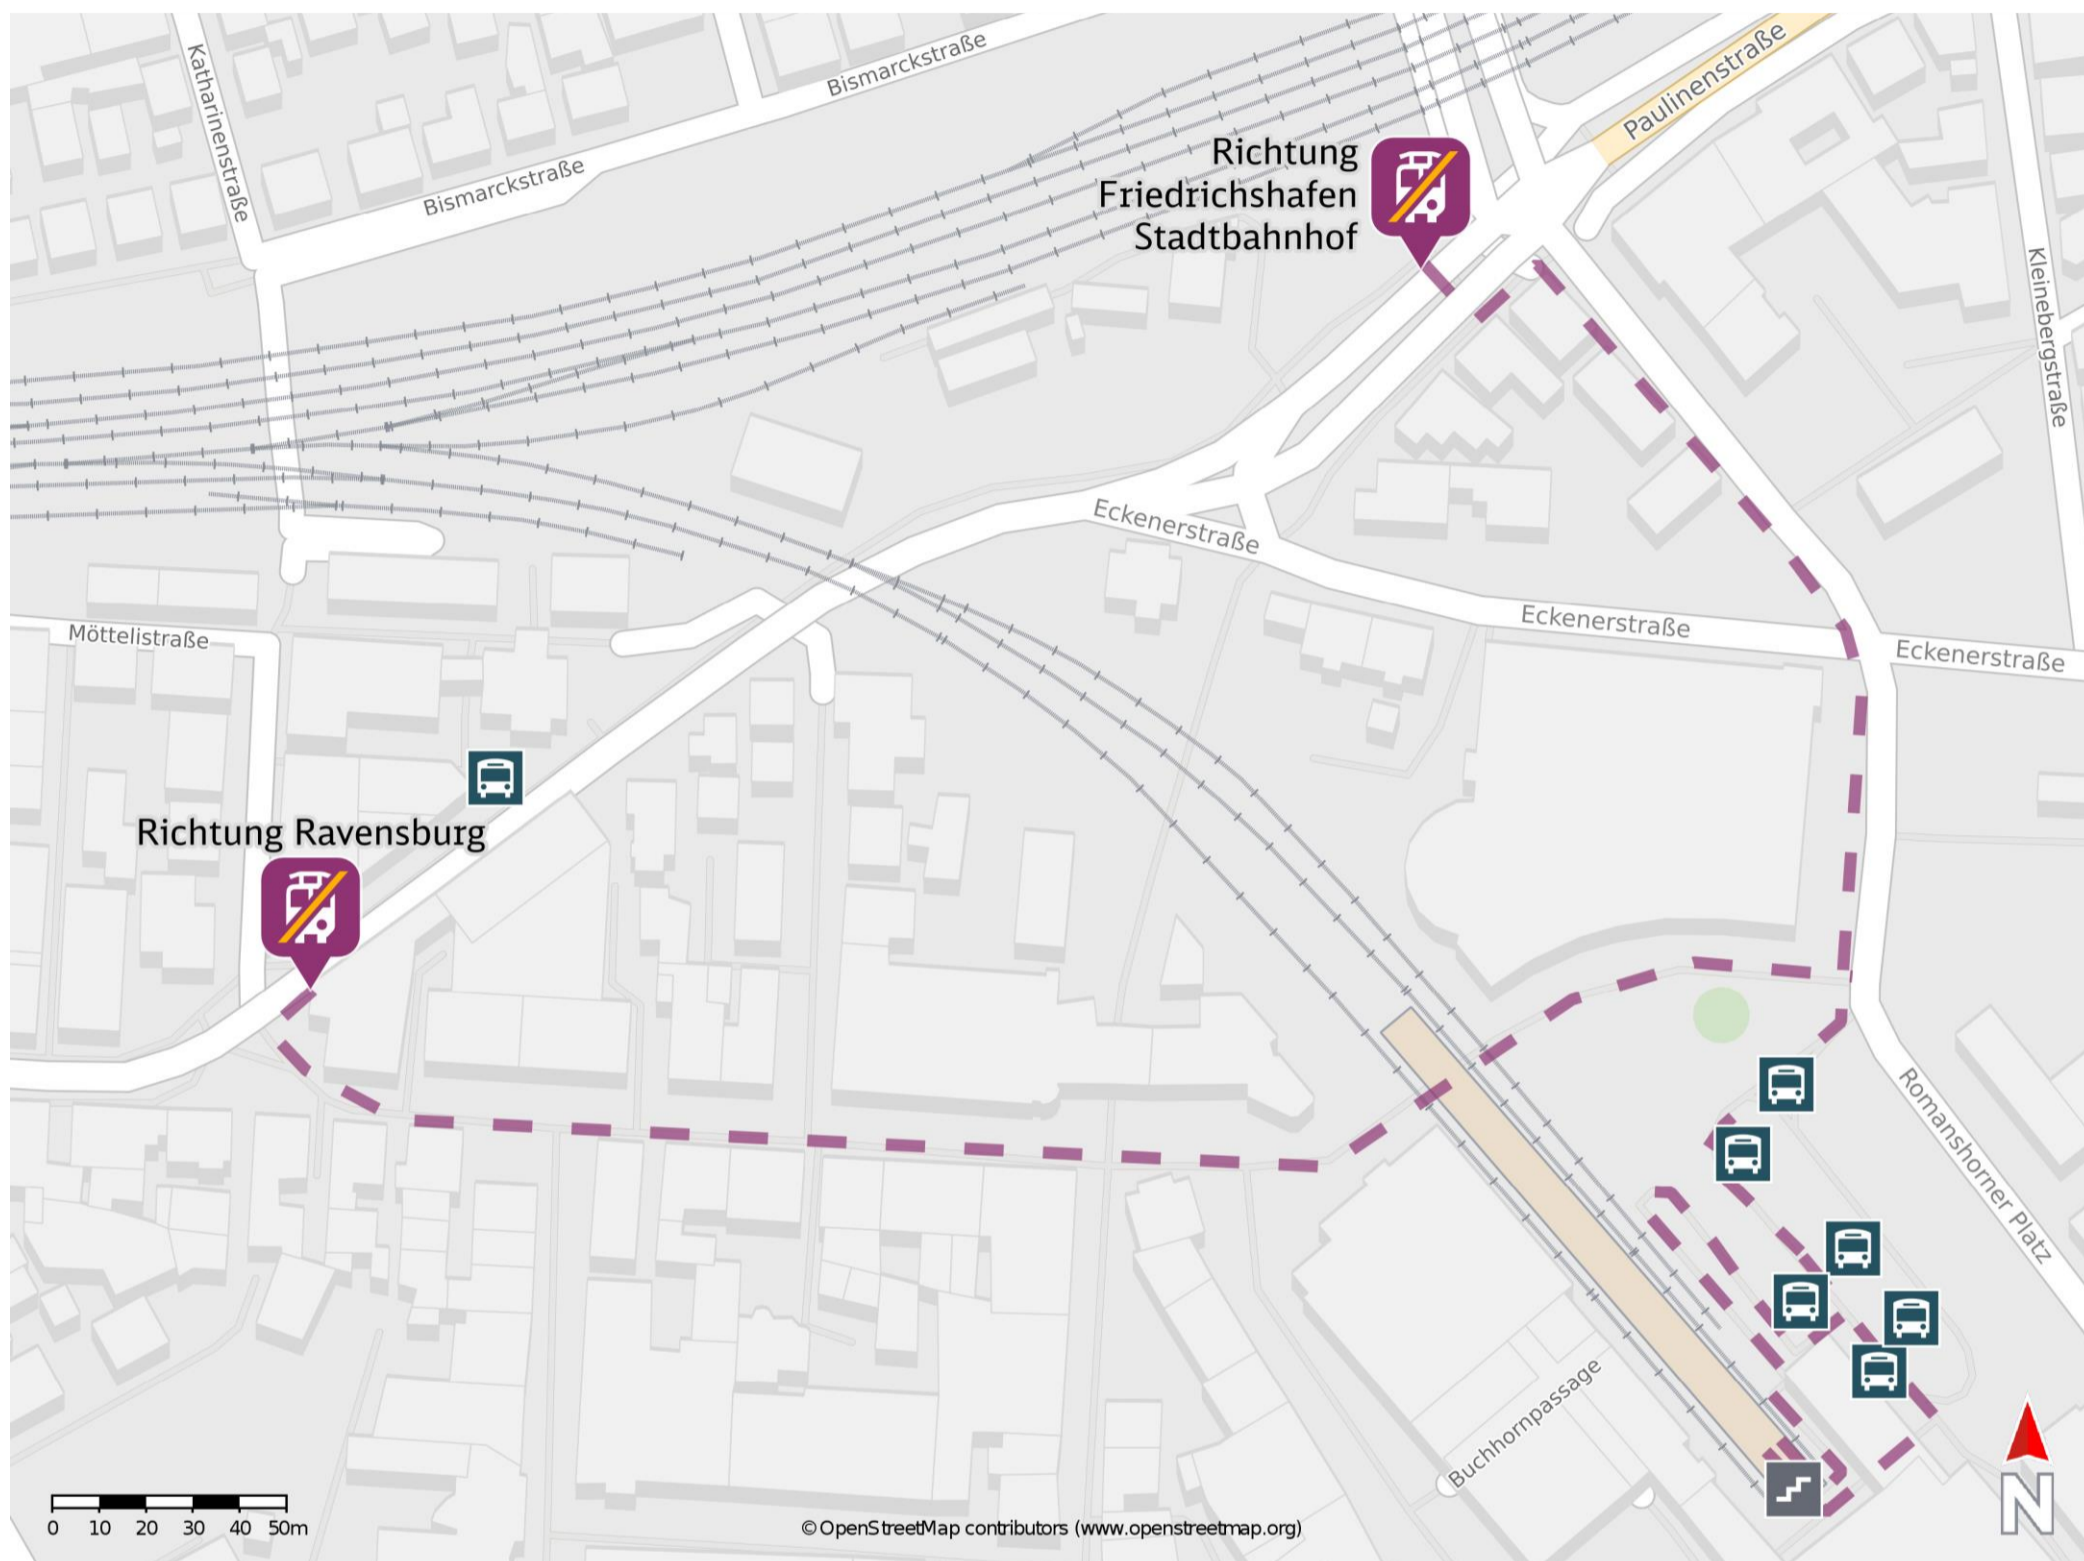 Katharinenstraße
Bismarckstraße
Bismarckstraße
Paulinenstraße
Richtung
Friedrichshafen
Stadtbahnhof
Kleinebergstraße
Eckenerstraße
Eckenerstraße
Eckenerstraße
Möttelistraße
Richtung Ravensburg
Romanshorner Platz
Buchhornpassage
0 10 20 30 40 50m
© OpenStreetMap contributors (www.openstreetmap.org)
N